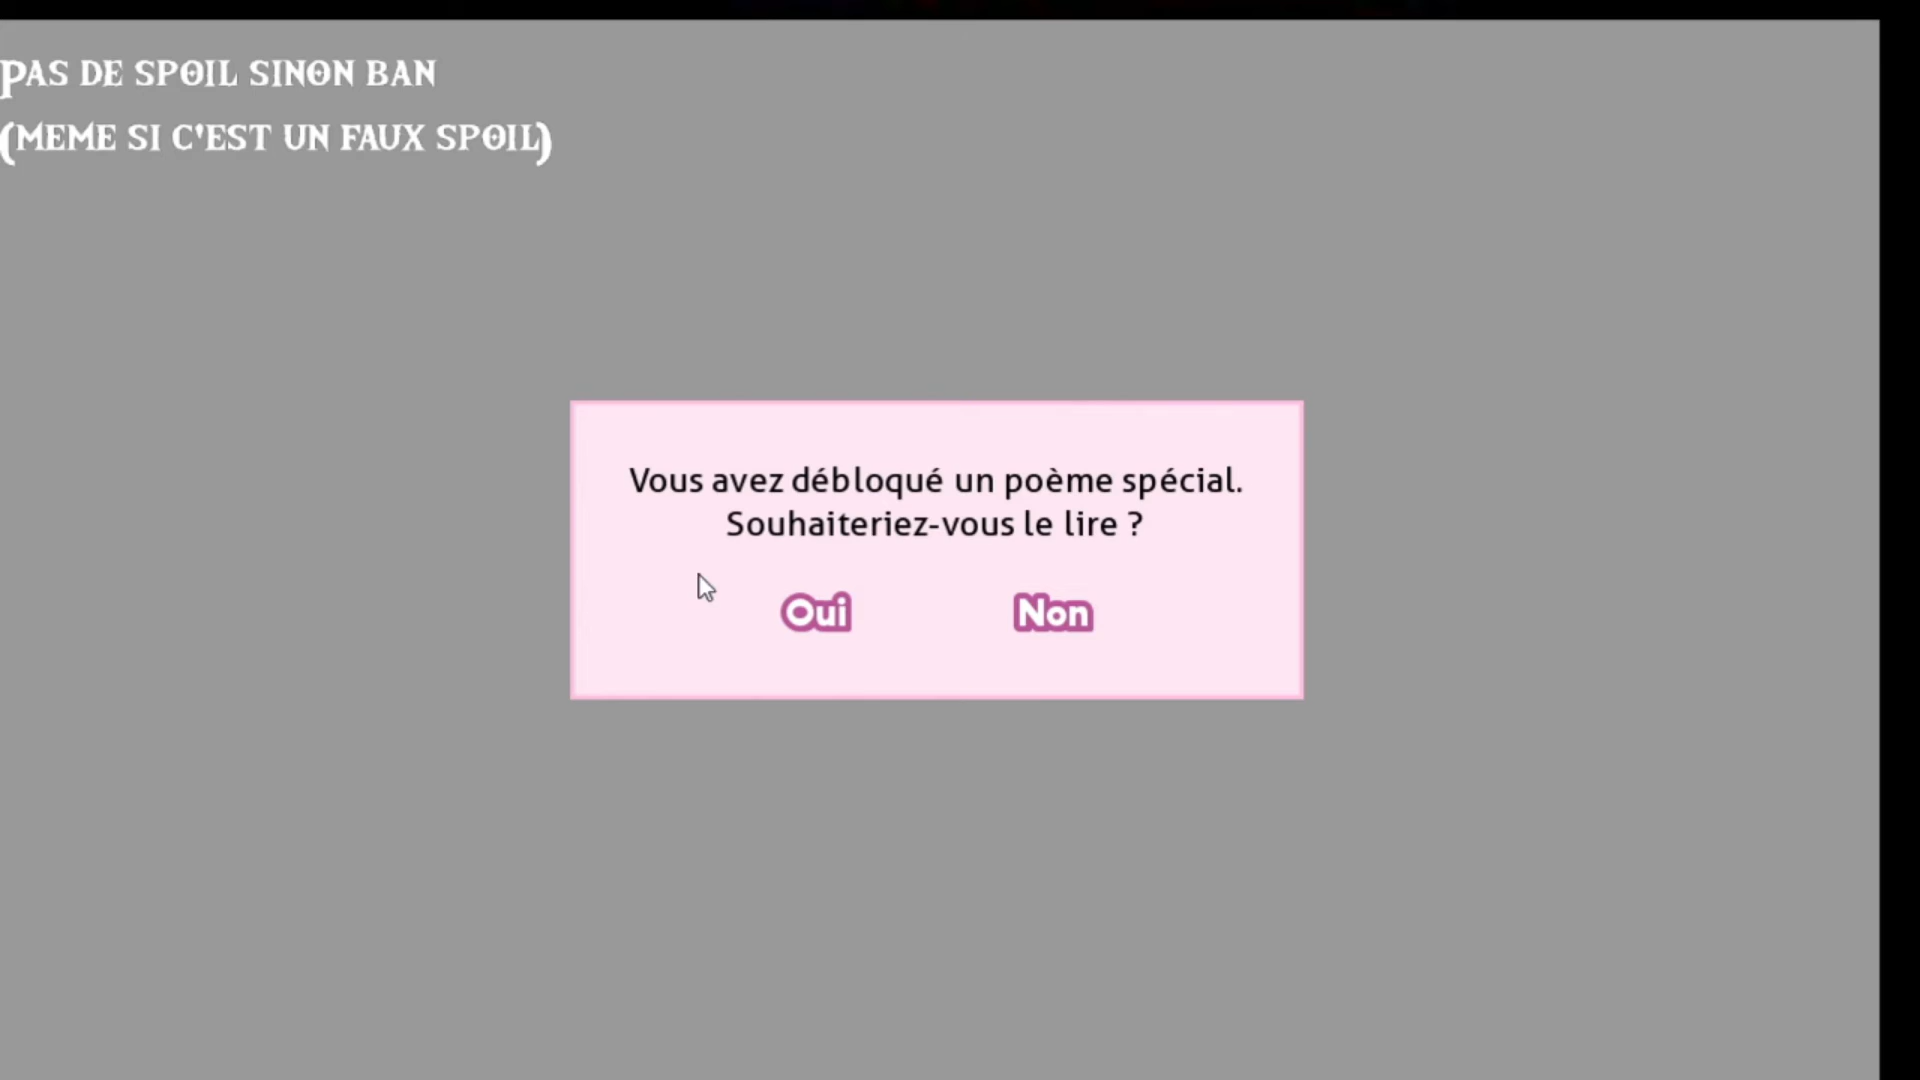 PAS DE SPOIL SINON BAN
(MEME SI C'EST UN FAUX SPOIL)
Vous avez débloqué un poème spécial.
Souhaiteriez-vous le lire ?
Oui Non